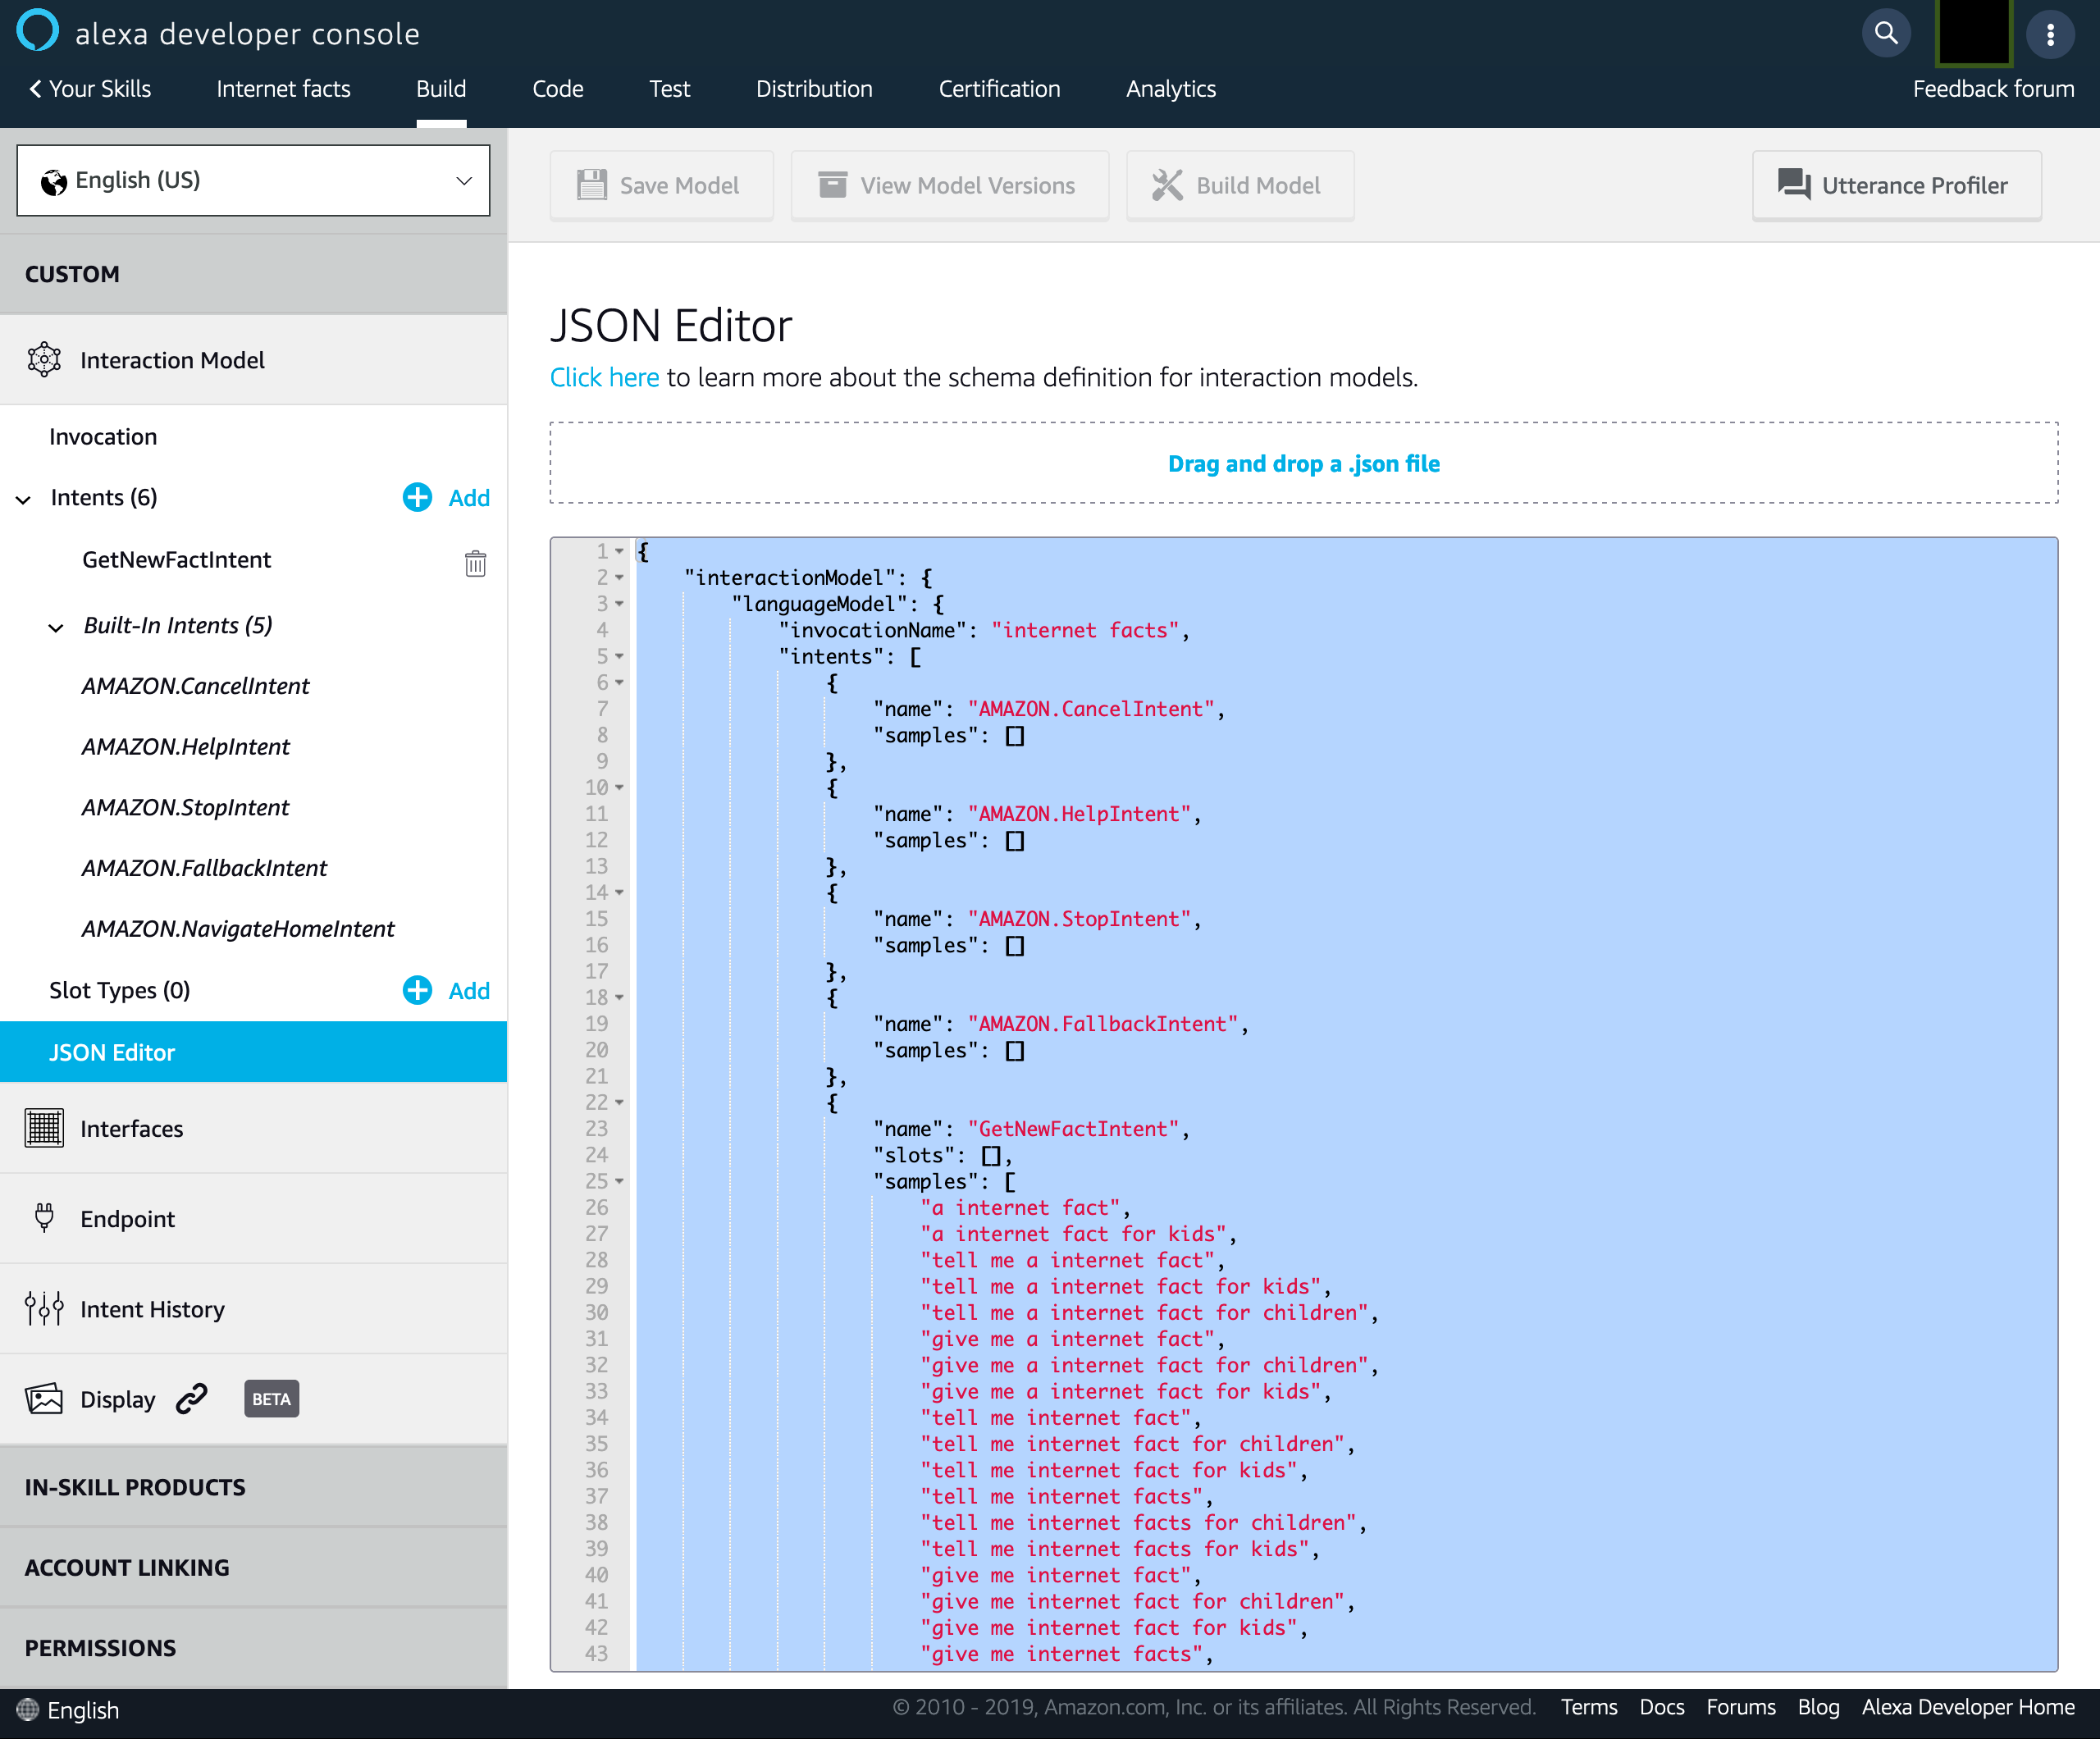 alexa developer console
Your Skills Internet facts Build Code Test Distribution Certification Analytics Feedback forum
English (US)
CUSTOM
Interaction Model
Invocation
Intents (6) Add
GetNewFactIntent
Built-In Intents (5)
AMAZON.CancelIntent
AMAZON.HelpIntent
AMAZON.StopIntent
AMAZON.FallbackIntent
AMAZON.NavigateHomeIntent
Slot Types (0) Add
JSON Editor
Interfaces
Endpoint
Intent History
Display BETA
IN-SKILL PRODUCTS
ACCOUNT LINKING
PERMISSIONS
Save Model View Model Versions Build Model Utterance Profiler
JSON Editor
Click here to learn more about the schema definition for interaction models.
Drag and drop a .json file
1 {
2 "interactionModel": {
3 "languageModel": {
4 "invocationName": "internet facts",
5 "intents": [
6 {
7 "name": "AMAZON.CancelIntent",
8 "samples": []
9 },
10 {
11 "name": "AMAZON.HelpIntent",
12 "samples": []
13 },
14 {
15 "name": "AMAZON.StopIntent",
16 "samples": []
17 },
18 {
19 "name": "AMAZON.FallbackIntent",
20 "samples": []
21 },
22 {
23 "name": "GetNewFactIntent",
24 "slots": [],
25 "samples": [
26 "a internet fact",
27 "a internet fact for kids",
28 "tell me a internet fact",
29 "tell me a internet fact for kids",
30 "tell me a internet fact for children",
31 "give me a internet fact",
32 "give me a internet fact for children",
33 "give me a internet fact for kids",
34 "tell me internet fact",
35 "tell me internet fact for children",
36 "tell me internet fact for kids",
37 "tell me internet facts",
38 "tell me internet facts for children",
39 "tell me internet facts for kids",
40 "give me internet fact",
41 "give me internet fact for children",
42 "give me internet fact for kids",
43 "give me internet facts",
English © 2010 - 2019, Amazon.com, Inc. or its affiliates. All Rights Reserved. Terms Docs Forums Blog Alexa Developer Home